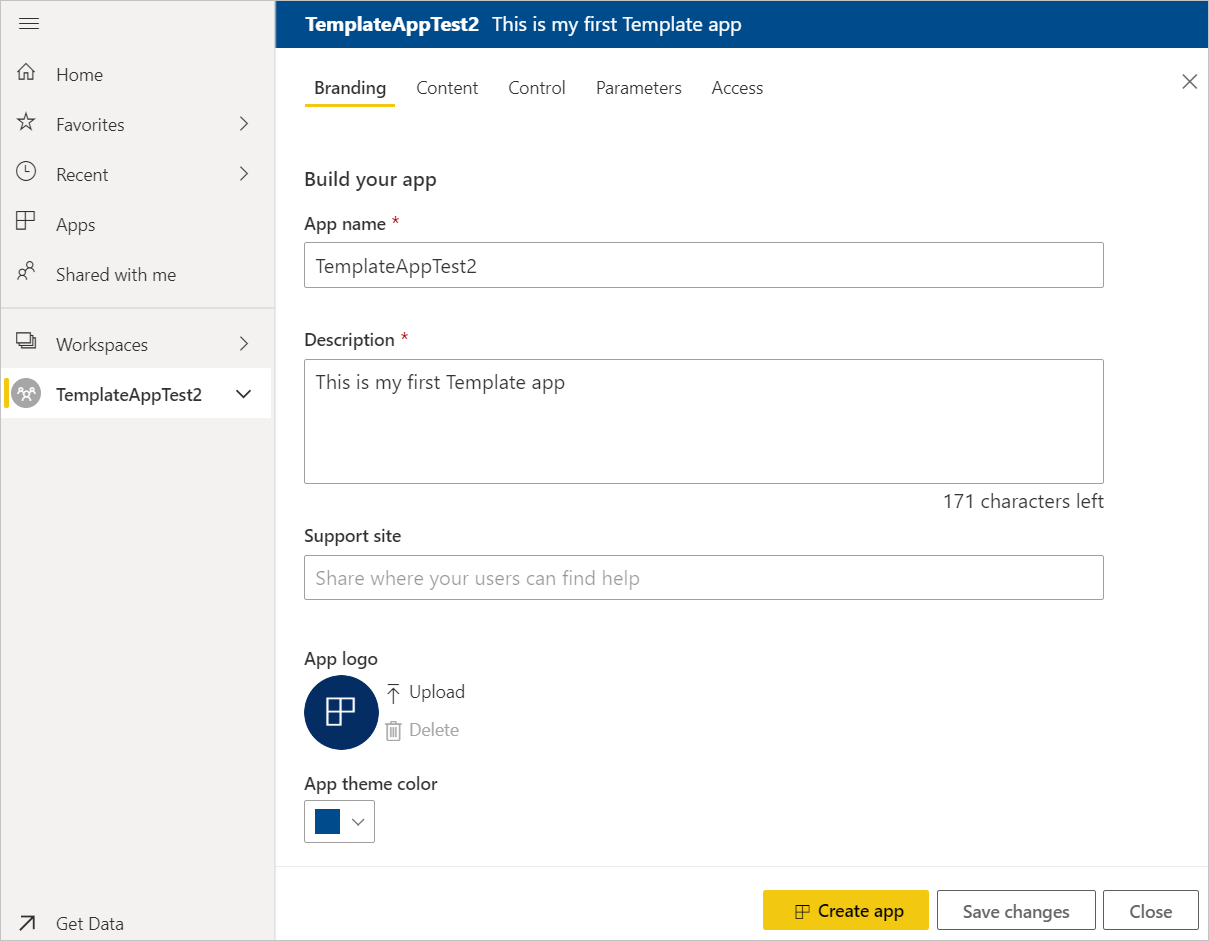 TemplateAppTest2 This is my first Template app
Home
Favorites
Recent
Apps
Shared with me
Workspaces
TemplateAppTest2
Get Data
Branding Content Control Parameters Access
Build your app
App name *
TemplateAppTest2
Description *
This is my first Template app
171 characters left
Support site
Share where your users can find help
App logo
Upload
Delete
App theme color
Create app Save changes Close